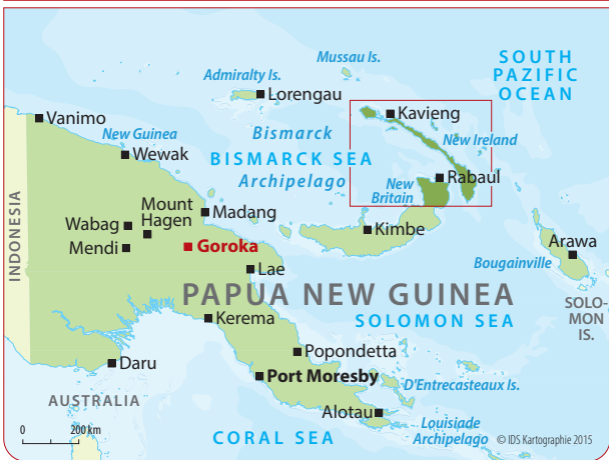 Mussau Is.
SOUTH
PACIFIC
OCEAN
Admiralty Is.
Lorengau
Kavieng
Vanimo
New Guinea
Bismarck
New Ireland
Wewak
BISMARCK SEA
Archipelago
Rabaul
New
Britain
Mount
Hagen
Madang
Wabag
Kimbe
Mendi
Goroka
Arawa
INDONESIA
Lae
Bougainville
PAPUA NEW GUINEA
SOLO-
MON
IS.
Kerema
SOLOMON SEA
Popondetta
Daru
Port Moresby
D'Entrecasteaux Is.
AUSTRALIA
Alotau
Louisiade
Archipelago
0 200 km
CORAL SEA
© IDS Kartographie 2015